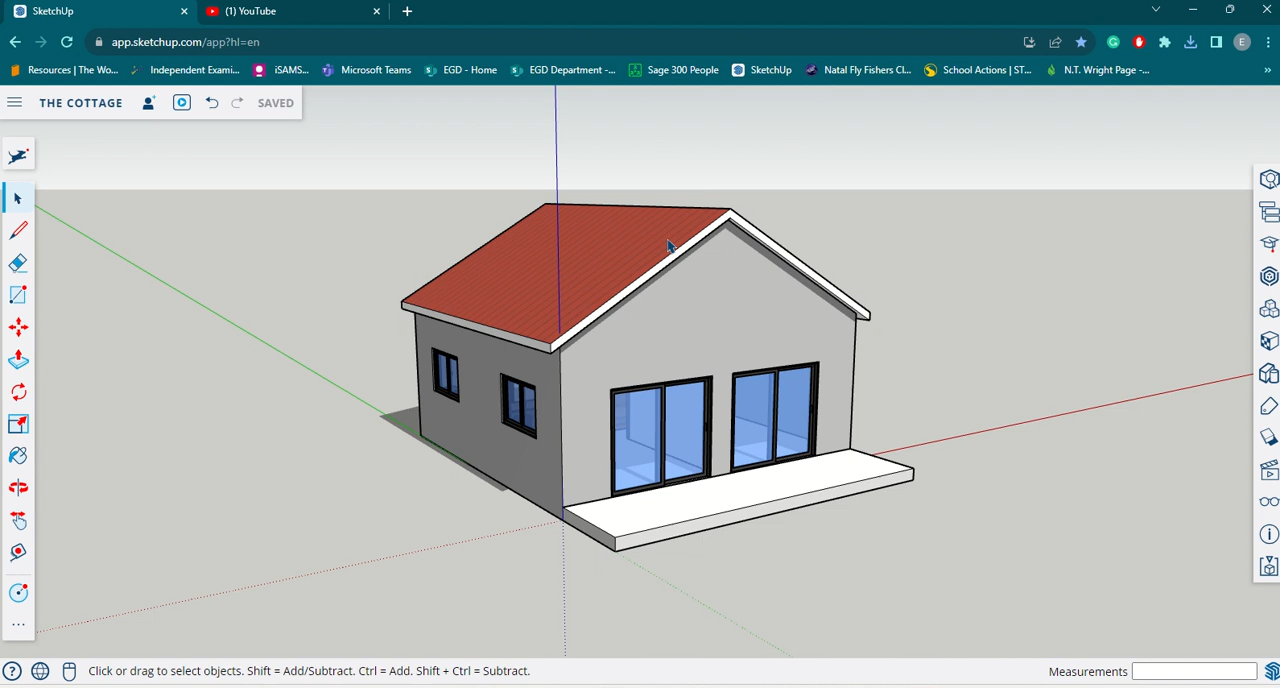 SketchUp
(1) YouTube
app.sketchup.com/app?hl=en
Resources | The Wo...
Independent Exami...
iSAMS...
Microsoft Teams
EGD - Home
EGD Department -...
Sage 300 People
SketchUp
Natal Fly Fishers Cl...
School Actions | ST...
N.T. Wright Page -...
»
E
THE COTTAGE
SAVED
Click or drag to select objects. Shift = Add/Subtract. Ctrl = Add. Shift + Ctrl = Subtract.
Measurements